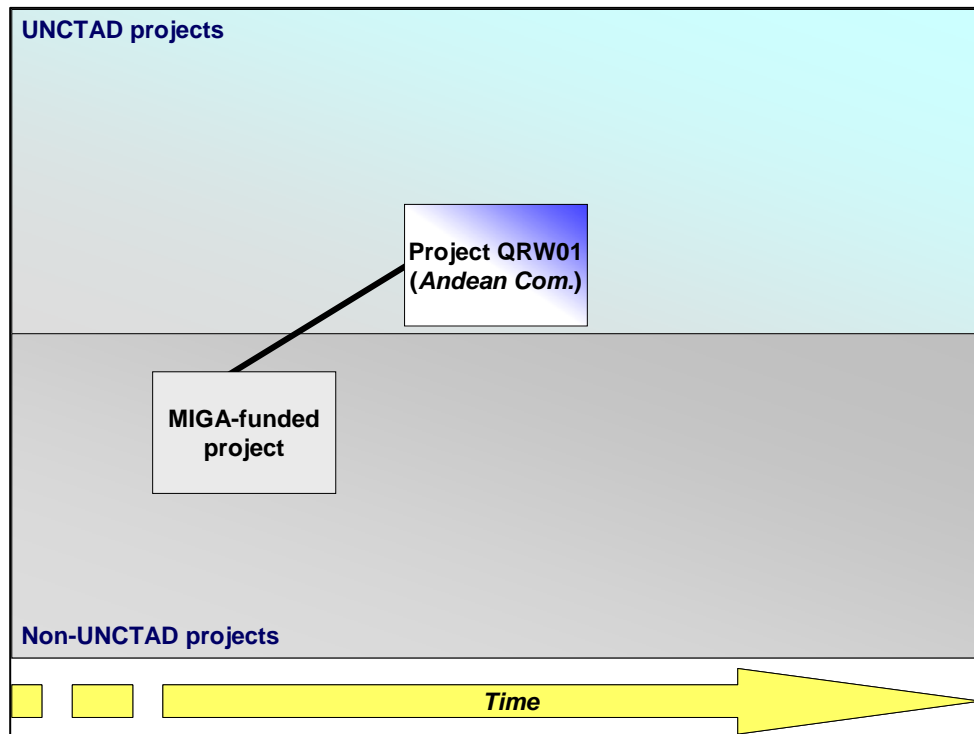 UNCTAD projects
Project QRW01
(Andean Com.)
MIGA-funded
project
Non-UNCTAD projects
Time